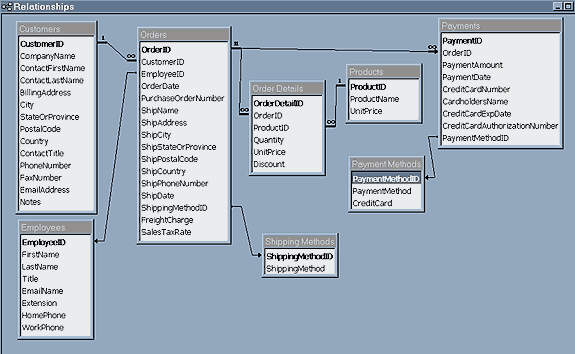 Relationships
Customers
CustomerID
CompanyName
ContactFirstName
ContactLastName
BillingAddress
City
StateOrProvince
PostalCode
Country
ContactTitle
PhoneNumber
FaxNumber
EmailAddress
Notes
Employees
EmployeeID
FirstName
LastName
Title
EmailName
Extension
HomePhone
WorkPhone
Orders
OrderID
CustomerID
EmployeeID
OrderDate
PurchaseOrderNumber
ShipName
ShipAddress
ShipCity
ShipStateOrProvince
ShipPostalCode
ShipCountry
ShipPhoneNumber
ShipDate
ShippingMethodID
FreightCharge
SalesTaxRate
Order Details
OrderDetailID
OrderID
ProductID
Quantity
UnitPrice
Discount
Shipping Methods
ShippingMethodID
ShippingMethod
Products
ProductID
ProductName
UnitPrice
Payment Methods
PaymentMethodID
PaymentMethod
CreditCard
Payments
PaymentID
OrderID
PaymentAmount
PaymentDate
CreditCardNumber
CardholdersName
CreditCardExpDate
CreditCardAuthorizationNumber
PaymentMethodID
1
∞
∞
∞
1
∞